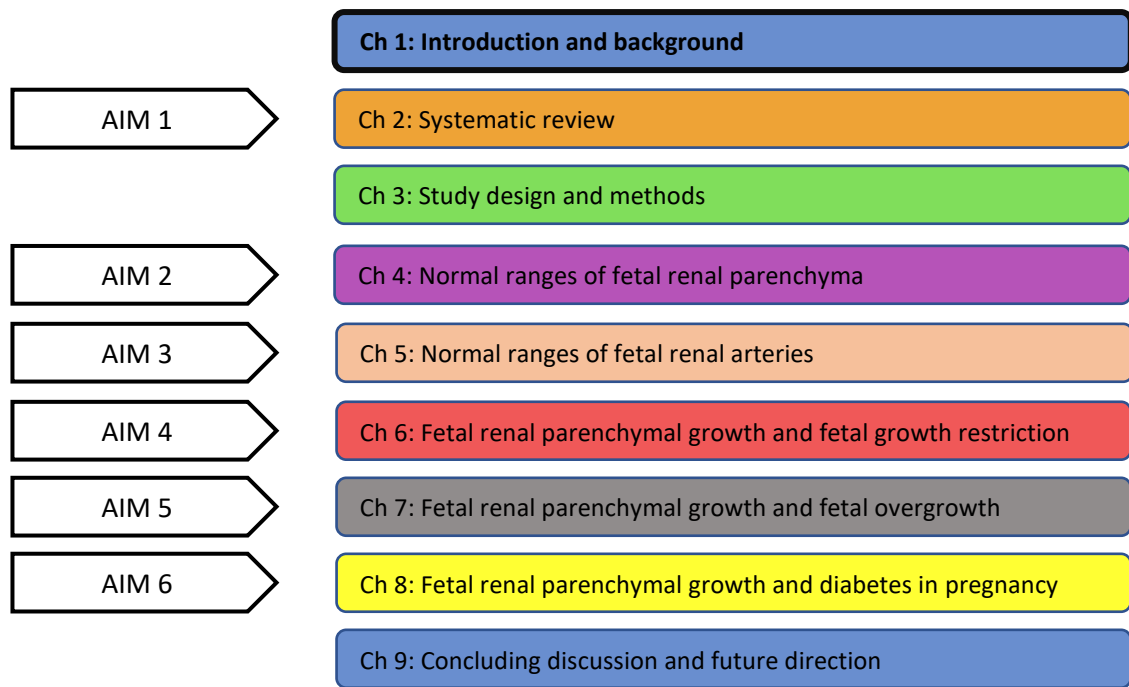 Ch 1: Introduction and background
AIM 1
Ch 2: Systematic review
Ch 3: Study design and methods
AIM 2
Ch 4: Normal ranges of fetal renal parenchyma
AIM 3
Ch 5: Normal ranges of fetal renal arteries
AIM 4
Ch 6: Fetal renal parenchymal growth and fetal growth restriction
AIM 5
Ch 7: Fetal renal parenchymal growth and fetal overgrowth
AIM 6
Ch 8: Fetal renal parenchymal growth and diabetes in pregnancy
Ch 9: Concluding discussion and future direction